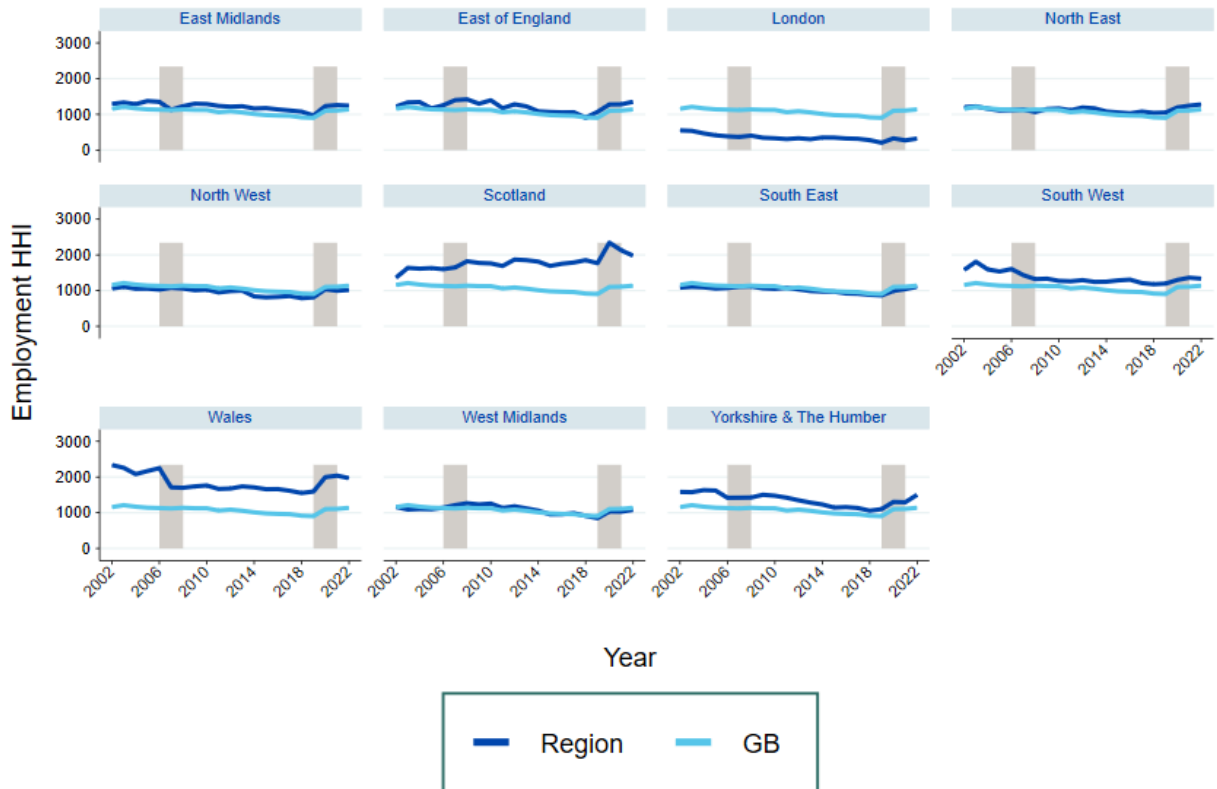 East Midlands East of England London North East
3000
2000
1000
0
North West Scotland South East South West
3000
2000
1000
0
2002 2006 2010 2014 2018 2022
Employment HHI
Wales West Midlands Yorkshire & The Humber
3000
2000
1000
0
2002 2006 2010 2014 2018 2022 2002 2006 2010 2014 2018 2022 2002 2006 2010 2014 2018 2022
Year
Region GB